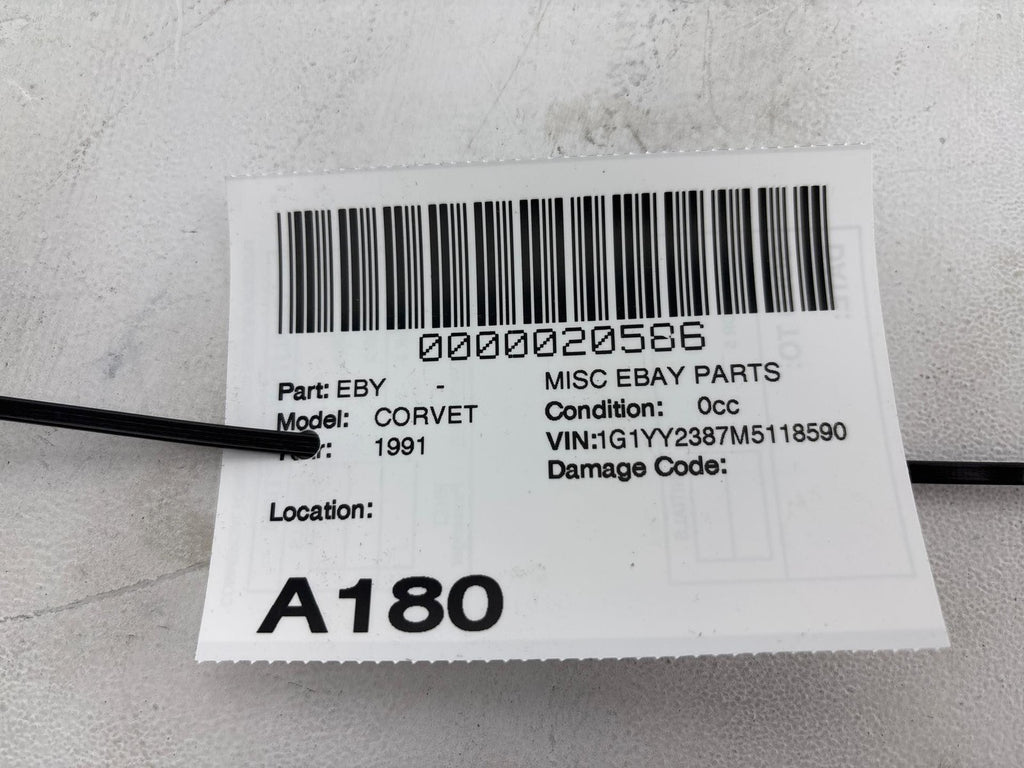 0000020586
Part: EBY - MISC EBAY PARTS
Model: CORVET Condition: 0cc
1991 VIN:1G1YY2387M5118590
Damage Code:
Location:
A180